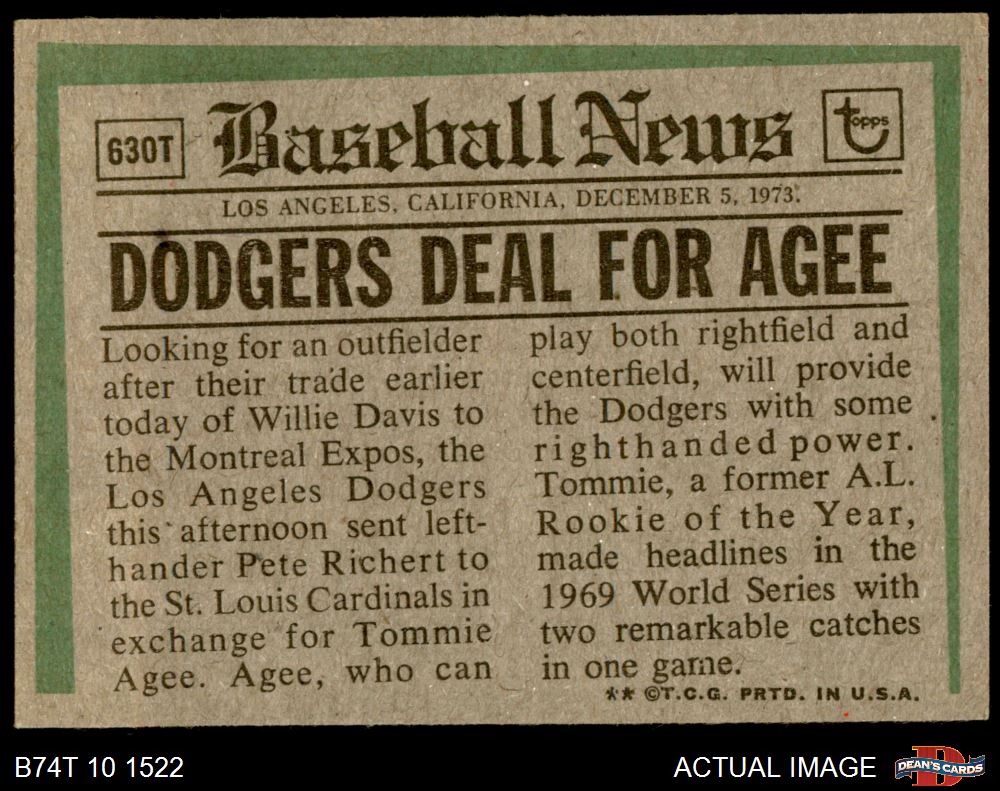 630T
Baseball News
topps
LOS ANGELES, CALIFORNIA, DECEMBER 5, 1973.
DODGERS DEAL FOR AGEE
Looking for an outfielder
after their trade earlier
today of Willie Davis to
the Montreal Expos, the
Los Angeles Dodgers
this afternoon sent left-
hander Pete Richert to
the St. Louis Cardinals in
exchange for Tommie
Agee. Agee, who can
play both rightfield and
centerfield, will provide
the Dodgers with some
righthanded power.
Tommie, a former A.L.
Rookie of the Year,
made headlines in the
1969 World Series with
two remarkable catches
in one game.
** ©T.C.G. PRTD. IN U.S.A.
B74T 10 1522
ACTUAL IMAGE
D
DEAN'S CARDS